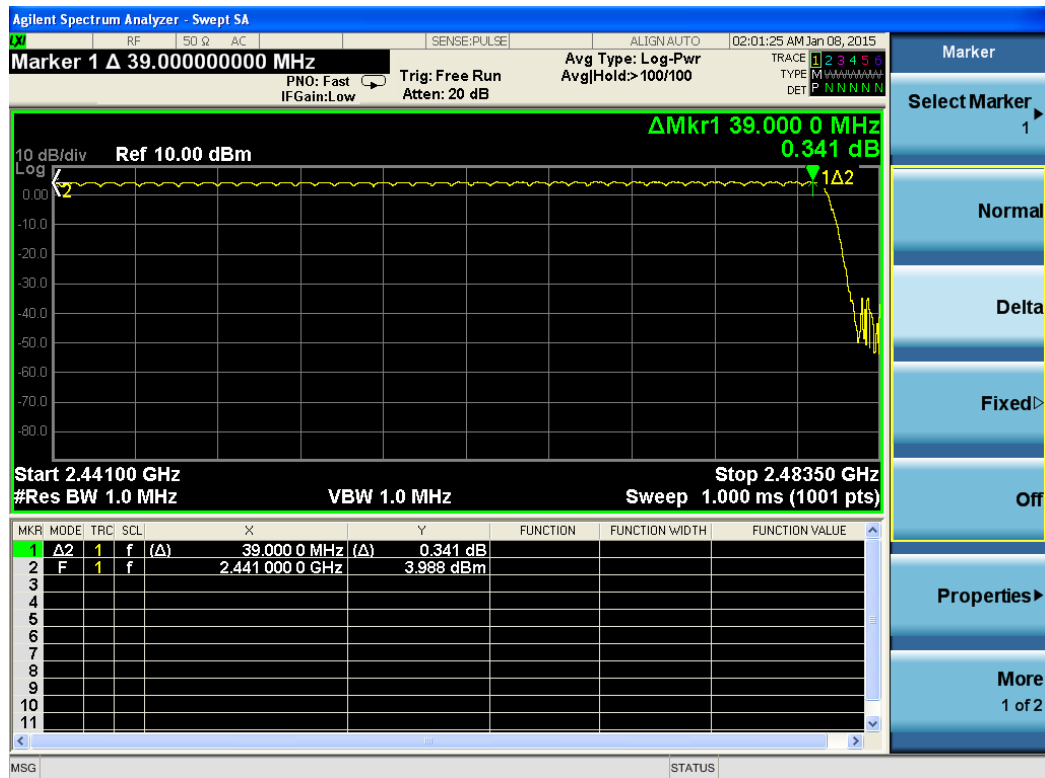 Agilent Spectrum Analyzer - Swept SA
LXI RF 50 Ω AC SENSE:PULSE ALIGN AUTO 02:01:25 AM Jan 08, 2015
Marker 1 Δ 39.000000000 MHz
PNO: Fast
IFGain:Low
Trig: Free Run
Atten: 20 dB
Avg Type: Log-Pwr
Avg|Hold:>100/100
TRACE 1 2 3 4 5 6
TYPE M WWWWW
DET P N N N N N
ΔMkr1 39.000 0 MHz
0.341 dB
10 dB/div Ref 10.00 dBm
Log
0.00
-10.0
-20.0
-30.0
-40.0
-50.0
-60.0
-70.0
-80.0
2
1Δ2
Start 2.44100 GHz Stop 2.48350 GHz
#Res BW 1.0 MHz VBW 1.0 MHz Sweep 1.000 ms (1001 pts)
MKR MODE TRC SCL X Y FUNCTION FUNCTION WIDTH FUNCTION VALUE
1 Δ2 1 f (Δ) 39.000 0 MHz (Δ) 0.341 dB
2 F 1 f 2.441 000 0 GHz 3.988 dBm
3
4
5
6
7
8
9
10
11
MSG STATUS
Marker
Select Marker
1
Normal
Delta
Fixed
Off
Properties
More
1 of 2